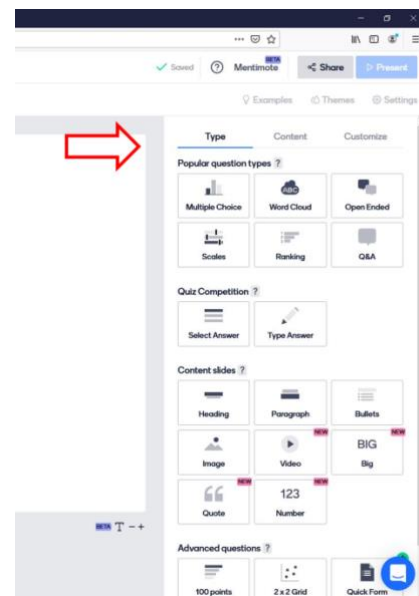 Saved ? Mentimote BETA Share Present
Examples Themes Settings
Type Content Customize
Popular question types ?
ABC
Multiple Choice Word Cloud Open Ended
Scales Ranking Q&A
Quiz Competition ?
Select Answer Type Answer
Content slides ?
Heading Paragraph Bullets
NEW NEW
BIG
Image Video Big
NEW NEW
123
Quote Number
BETA T - +
Advanced questions ?
100 points 2 x 2 Grid Quick Form